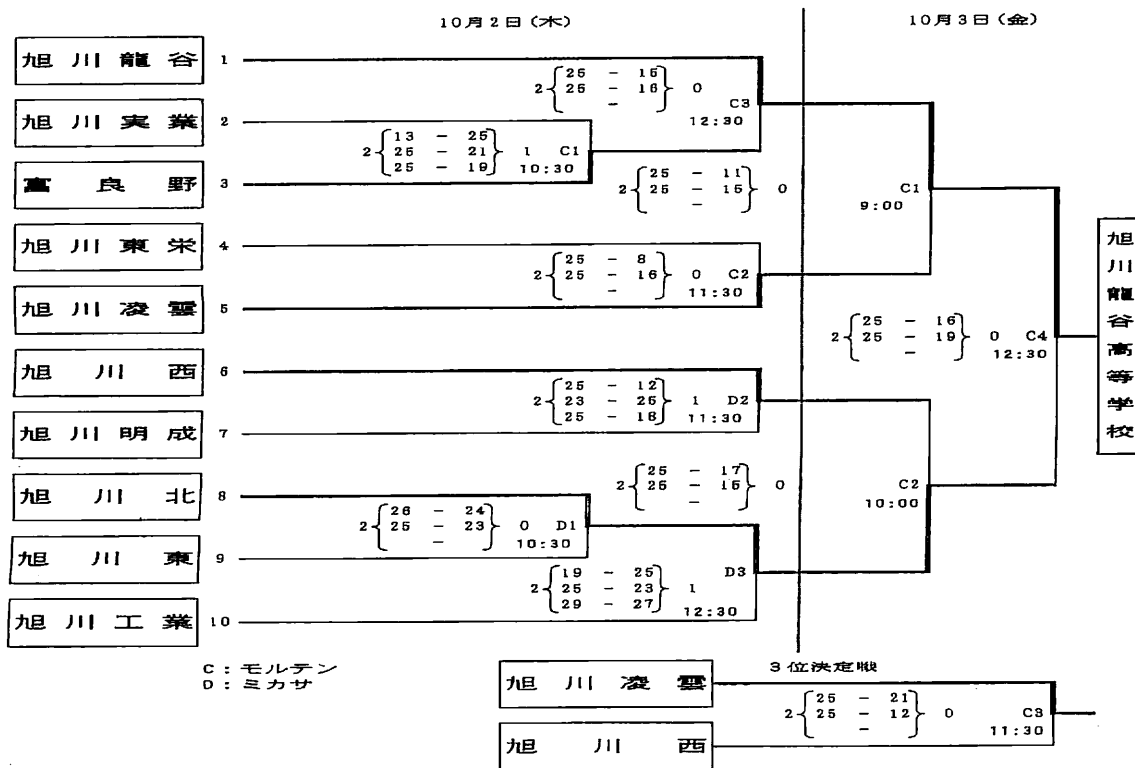 10月2日(木)
10月3日(金)
旭川龍谷 1
25 - 15
2 25 - 16 0
-
C3
12:30
旭川実業 2
13 - 25
2 25 - 21 1 C1
25 - 19 10:30
富良野 3
25 - 11
2 25 - 15 0
-
C1
9:00
旭川東栄 4
25 - 8
2 25 - 16 0 C2
- 11:30
旭川凌雲 5
25 - 16
2 25 - 19 0 C4
- 12:30
旭川龍谷高等学校
旭川西 6
25 - 12
2 23 - 25 1 D2
25 - 18 11:30
旭川明成 7
25 - 17
2 25 - 15 0
-
C2
10:00
旭川北 8
26 - 24
2 25 - 23 0 D1
- 10:30
旭川東 9
19 - 25
2 25 - 23 1
29 - 27
D3
12:30
旭川工業 10
C:モルテン
D:ミカサ
3位決定戦
旭川凌雲
25 - 21
2 25 - 12 0 C3
- 11:30
旭川西